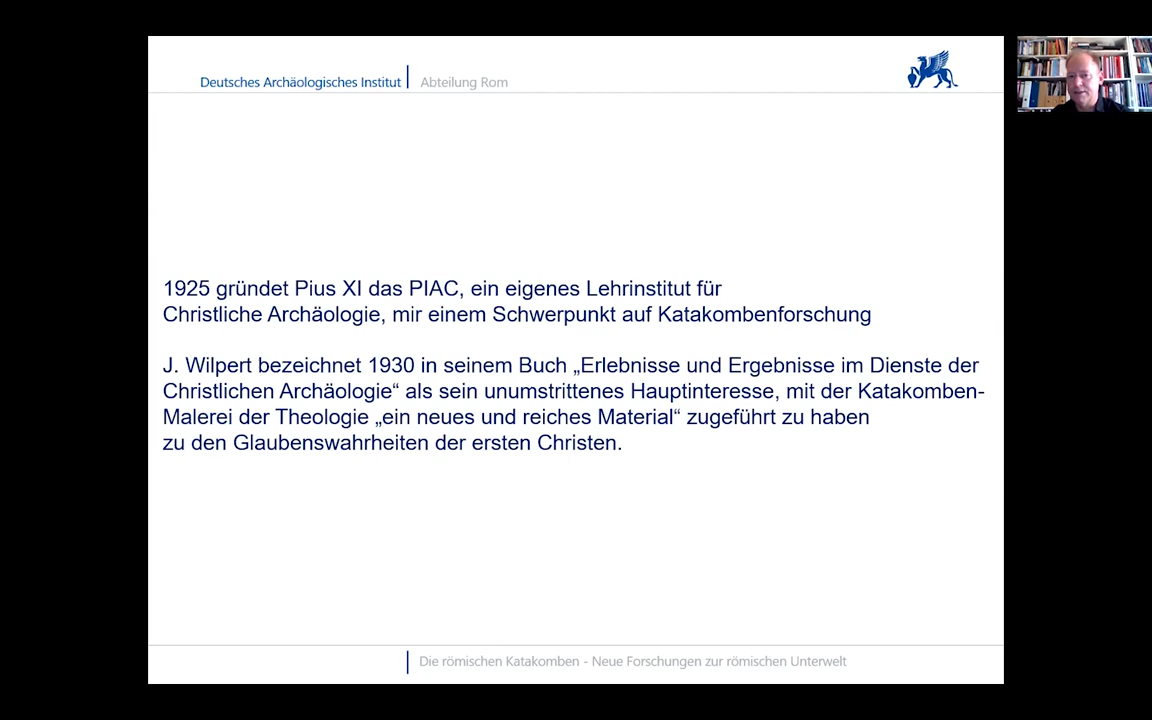 Deutsches Archäologisches Institut
Abteilung Rom
1925 gründet Pius XI das PIAC, ein eigenes Lehrinstitut für
Christliche Archäologie, mir einem Schwerpunkt auf Katakombenforschung
J. Wilpert bezeichnet 1930 in seinem Buch „Erlebnisse und Ergebnisse im Dienste der
Christlichen Archäologie“ als sein unumstrittenes Hauptinteresse, mit der Katakomben-
Malerei der Theologie „ein neues und reiches Material“ zugeführt zu haben
zu den Glaubenswahrheiten der ersten Christen.
Die römischen Katakomben - Neue Forschungen zur römischen Unterwelt